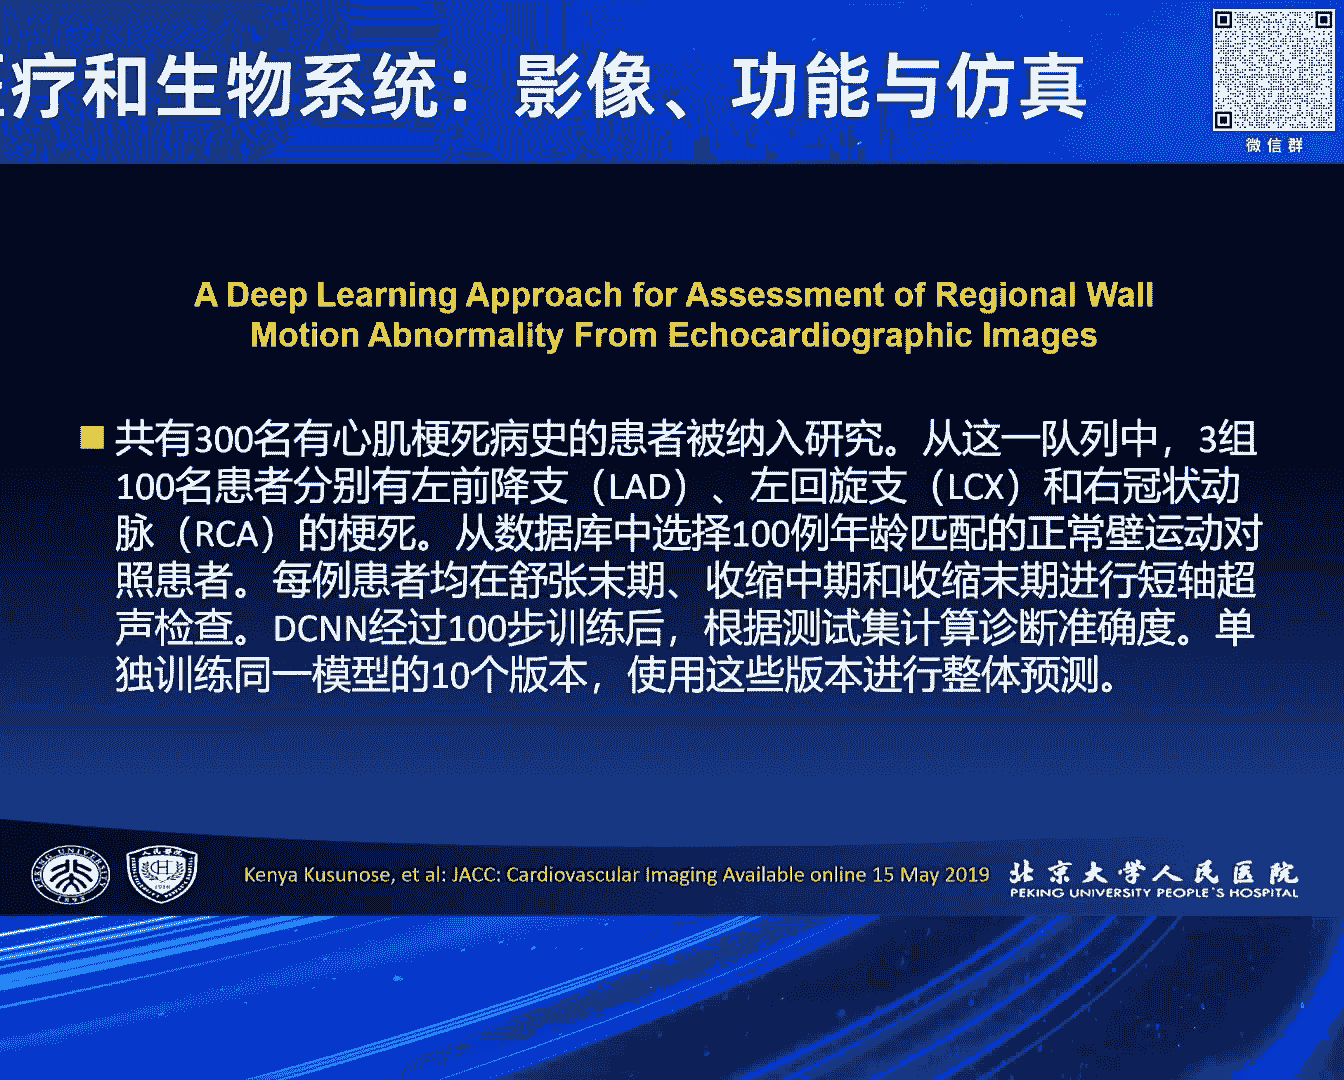 疗和生物系统：影像、功能与仿真
微信群
A Deep Learning Approach for Assessment of Regional Wall
Motion Abnormality From Echocardiographic Images
共有300名有心肌梗死病史的患者被纳入研究。从这一队列中，3组
100名患者分别有左前降支（LAD）、左回旋支（LCX）和右冠状动
脉（RCA）的梗死。从数据库中选择100例年龄匹配的正常壁运动对
照患者。每例患者均在舒张末期、收缩中期和收缩末期进行短轴超
声检查。DCNN经过100步训练后，根据测试集计算诊断准确度。单
独训练同一模型的10个版本，使用这些版本进行整体预测。
PEKING UNIVERSITY
1898
人民医院
Kenya Kusunose, et al: JACC: Cardiovascular Imaging Available online 15 May 2019
北京大学人民医院
PEKING UNIVERSITY PEOPLE'S HOSPITAL